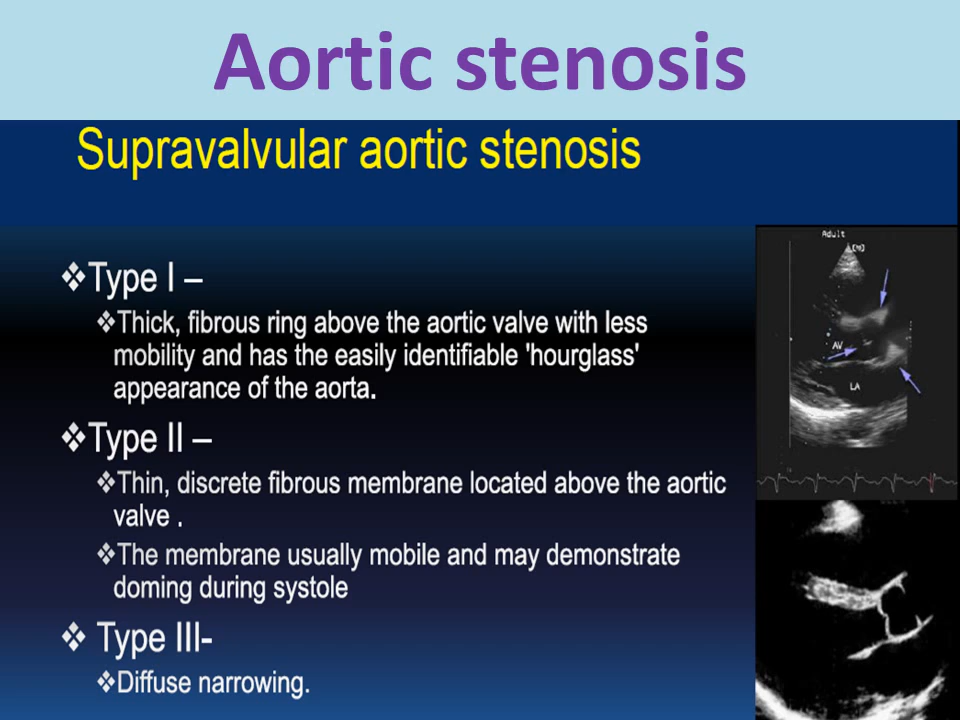 Aortic stenosis
Supravalvular aortic stenosis
❖Type I –
❖Thick, fibrous ring above the aortic valve with less
mobility and has the easily identifiable 'hourglass'
appearance of the aorta.
❖Type II –
❖Thin, discrete fibrous membrane located above the aortic
valve .
❖The membrane usually mobile and may demonstrate
doming during systole
❖ Type III-
❖Diffuse narrowing.
Adult
AV
LA